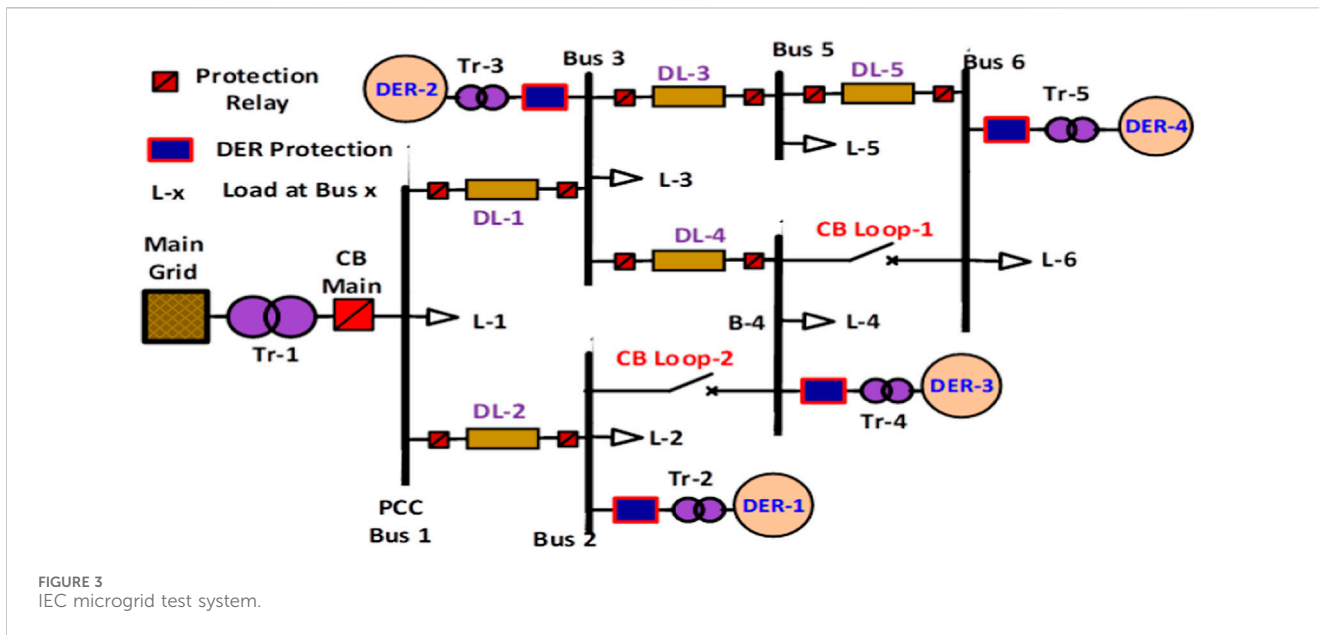 Protection
Relay
DER Protection
L-x Load at Bus x
Main
Grid
Tr-1
CB
Main
L-1
PCC
Bus 1
DL-1
DL-2
DER-2
Tr-3
Bus 3
DL-3
L-3
DL-4
Bus 5
DL-5
L-5
Bus 6
Tr-5
DER-4
CB Loop-1
L-6
B-4
L-4
CB Loop-2
DER-3
Tr-4
L-2
Tr-2
DER-1
Bus 2
FIGURE 3
IEC microgrid test system.